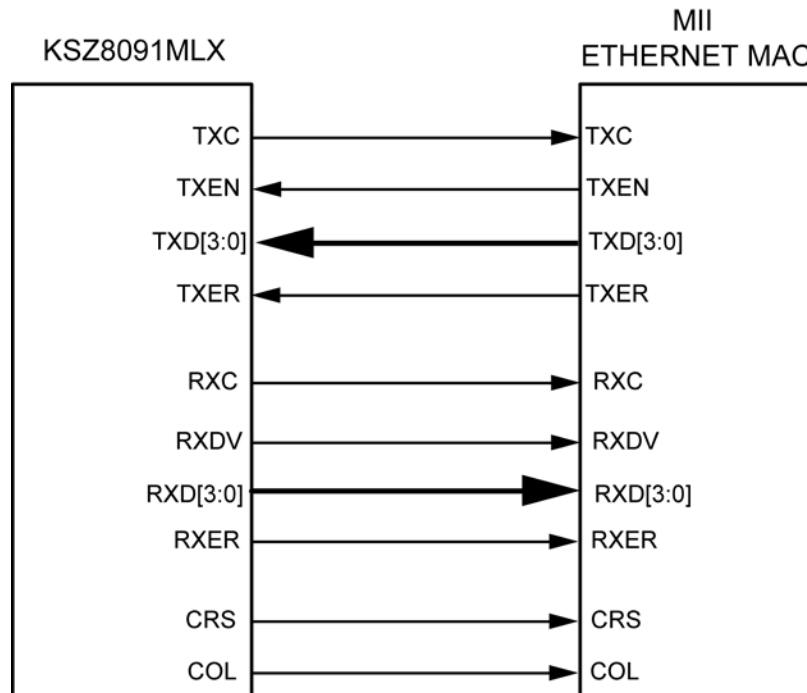 KSZ8091MLX
MII
ETHERNET MAC
TXC TXC
TXEN TXEN
TXD[3:0] TXD[3:0]
TXER TXER
RXC RXC
RXDV RXDV
RXD[3:0] RXD[3:0]
RXER RXER
CRS CRS
COL COL